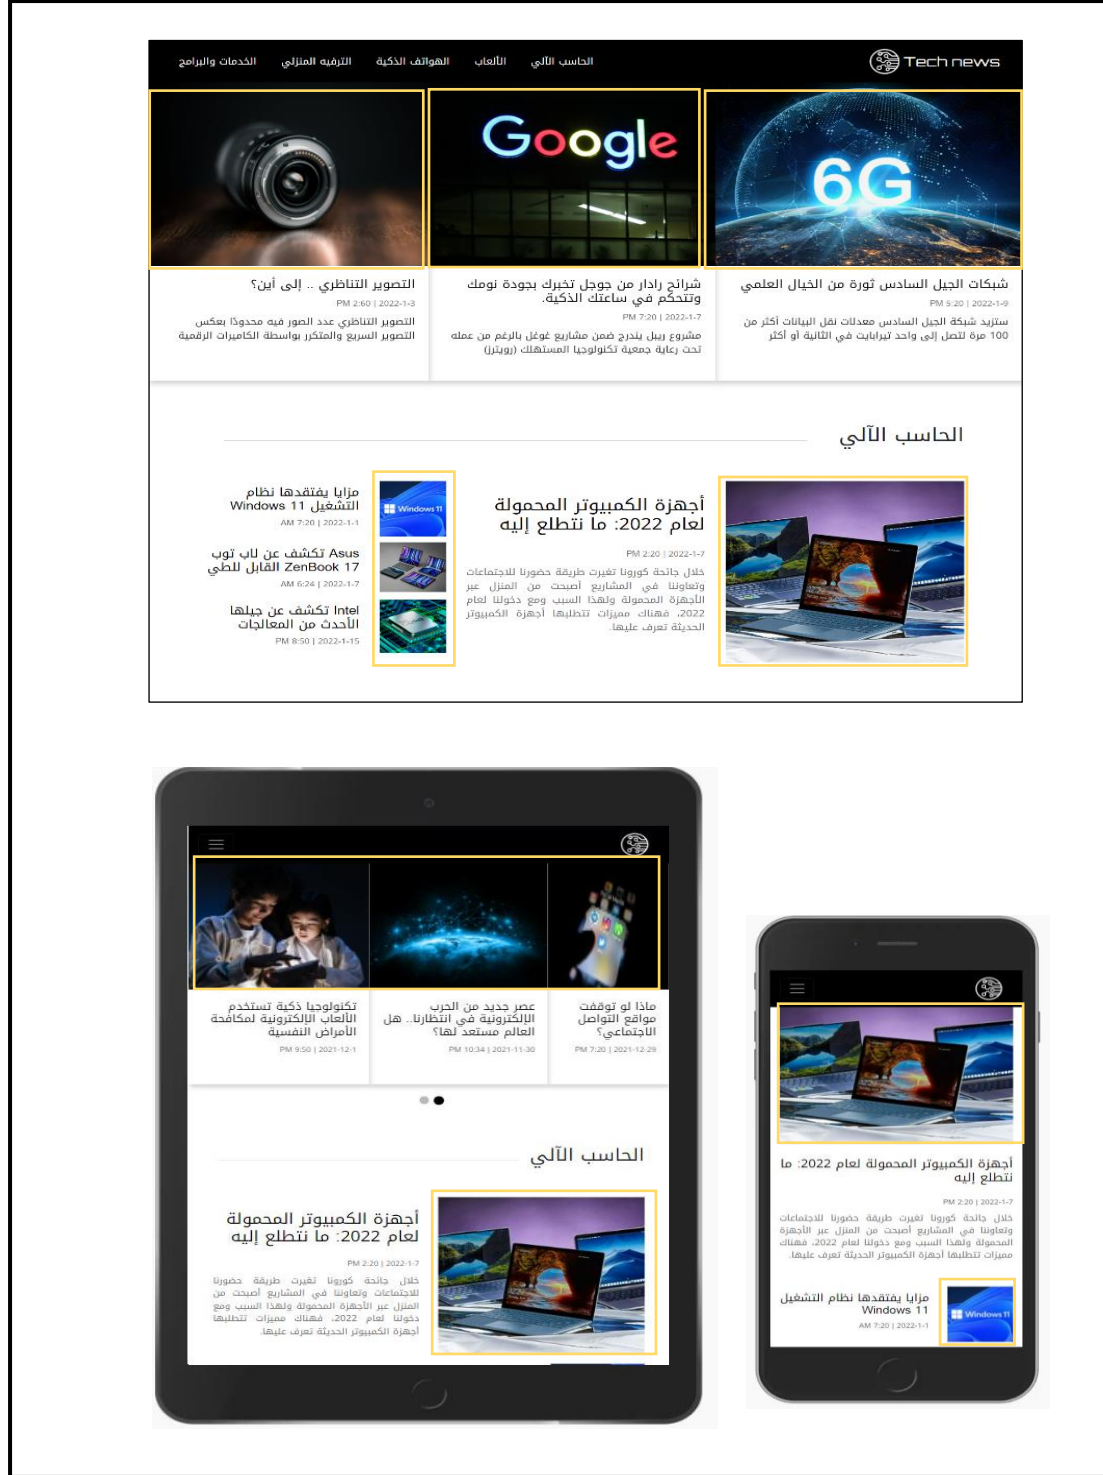 Tech news
الحاسب الآلي
الألعاب
الهواتف الذكية
الترفيه المنزلي
الخدمات والبرامج
6G
شبكات الجيل السادس ثورة من الخيال العلمي
2022-1-9 | 5:20 PM
ستزيد شبكة الجيل السادس معدلات نقل البيانات أكثر من
100 مرة لتصل إلى واحد تيرابايت في الثانية أو أكثر
Google
شرائح رادار من جوجل تخبرك بجودة نومك
وتتحكم في ساعتك الذكية.
2022-1-7 | 7:20 PM
مشروع ريبل يندرج ضمن مشاريع غوغل بالرغم من عمله
تحت رعاية جمعية تكنولوجيا المستهلك (رويترز)
التصوير التناظري .. إلى أين؟
2022-1-3 | 2:60 PM
التصوير التناظري عدد الصور فيه محدودًا بعكس
التصوير السريع والمتكرر بواسطة الكاميرات الرقمية
الحاسب الآلي
أجهزة الكمبيوتر المحمولة
لعام 2022: ما نتطلع إليه
2022-1-7 | 2:20 PM
خلال جائحة كورونا تغيرت طريقة حضورنا للاجتماعات
وتعاوننا في المشاريع أصبحت من المنزل عبر
الأجهزة المحمولة ولهذا السبب ومع دخولنا لعام
2022، فهناك مميزات تتطلبها أجهزة الكمبيوتر
الحديثة تعرف عليها.
Windows 11
مزايا يفتقدها نظام
التشغيل Windows 11
2022-1-1 | 7:20 AM
Asus تكشف عن لاب توب
ZenBook 17 القابل للطي
2022-1-7 | 6:24 AM
Intel تكشف عن جيلها
الأحدث من المعالجات
2022-1-15 | 8:50 PM
ماذا لو توقفت
مواقع التواصل
الاجتماعي؟
2021-12-29 | 7:20 PM
عصر جديد من الحرب
الإلكترونية في انتظارنا.. هل
العالم مستعد لها؟
2021-11-30 | 10:34 PM
تكنولوجيا ذكية تستخدم
الألعاب الإلكترونية لمكافحة
الأمراض النفسية
2021-12-1 | 9:50 PM
الحاسب الآلي
أجهزة الكمبيوتر المحمولة
لعام 2022: ما نتطلع إليه
2022-1-7 | 2:20 PM
خلال جائحة كورونا تغيرت طريقة حضورنا
للاجتماعات وتعاوننا في المشاريع أصبحت من
المنزل عبر الأجهزة المحمولة ولهذا السبب ومع
دخولنا لعام 2022، فهناك مميزات تتطلبها
أجهزة الكمبيوتر الحديثة تعرف عليها.
أجهزة الكمبيوتر المحمولة لعام 2022: ما
نتطلع إليه
2022-1-7 | 2:20 PM
خلال جائحة كورونا تغيرت طريقة حضورنا للاجتماعات
وتعاوننا في المشاريع أصبحت من المنزل عبر الأجهزة
المحمولة ولهذا السبب ومع دخولنا لعام 2022، فهناك
مميزات تتطلبها أجهزة الكمبيوتر الحديثة تعرف عليها.
Windows 11
مزايا يفتقدها نظام التشغيل
Windows 11
2022-1-1 | 7:20 AM